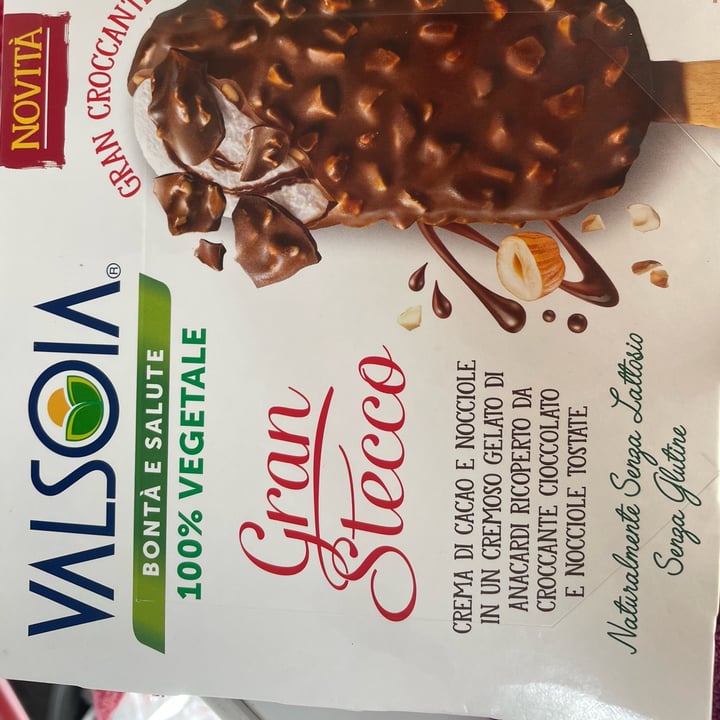 NOVITÀ
GRAN CROCCANTE
VALSOIA®
BONTÀ E SALUTE
100% VEGETALE
Gran
Stecco
CREMA DI CACAO E NOCCIOLE
IN UN CREMOSO GELATO DI
ANACARDI RICOPERTO DA
CROCCANTE CIOCCOLATO
E NOCCIOLE TOSTATE
Naturalmente Senza Lattosio
Senza Glutine